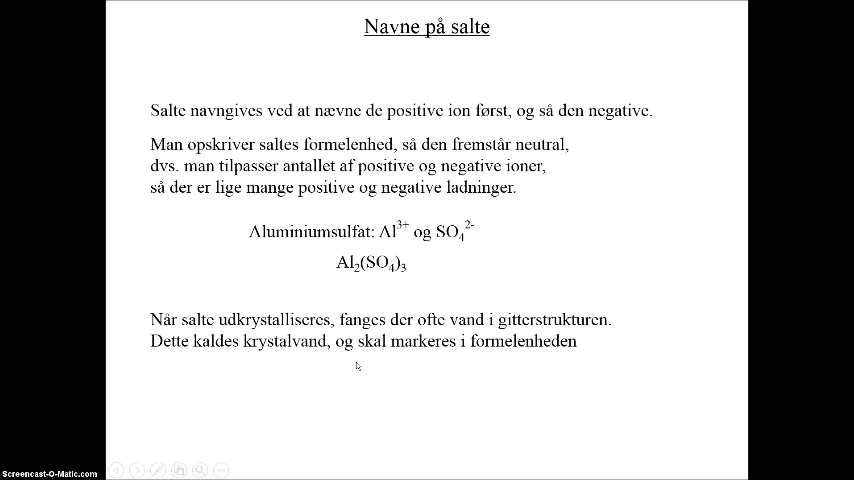 Navne på salte
Salte navngives ved at nævne de positive ion først, og så den negative.
Man opskriver saltes formelenhed, så den fremstår neutral,
dvs. man tilpasser antallet af positive og negative ioner,
så der er lige mange positive og negative ladninger.
Aluminiumsulfat: Al³⁺ og SO₄²⁻
Al₂(SO₄)₃
Når salte udkrystalliseres, fanges der ofte vand i gitterstrukturen.
Dette kaldes krystalvand, og skal markeres i formelenheden
Screencast-O-Matic.com